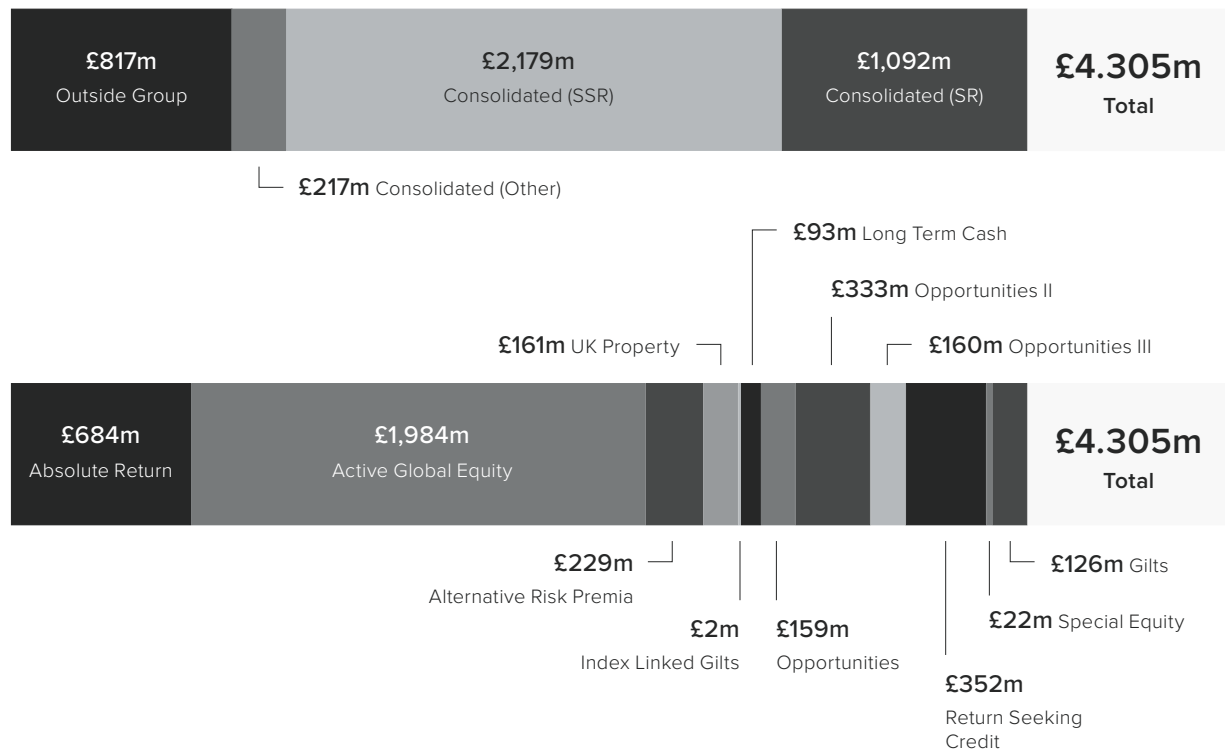 £817m
Outside Group
£2,179m
Consolidated (SSR)
£1,092m
Consolidated (SR)
£4.305m
Total
£217m Consolidated (Other)
£93m Long Term Cash
£333m Opportunities II
£161m UK Property
£160m Opportunities III
£684m
Absolute Return
£1,984m
Active Global Equity
£4.305m
Total
£229m
Alternative Risk Premia
£2m
Index Linked Gilts
£159m
Opportunities
£126m Gilts
£22m Special Equity
£352m
Return Seeking
Credit